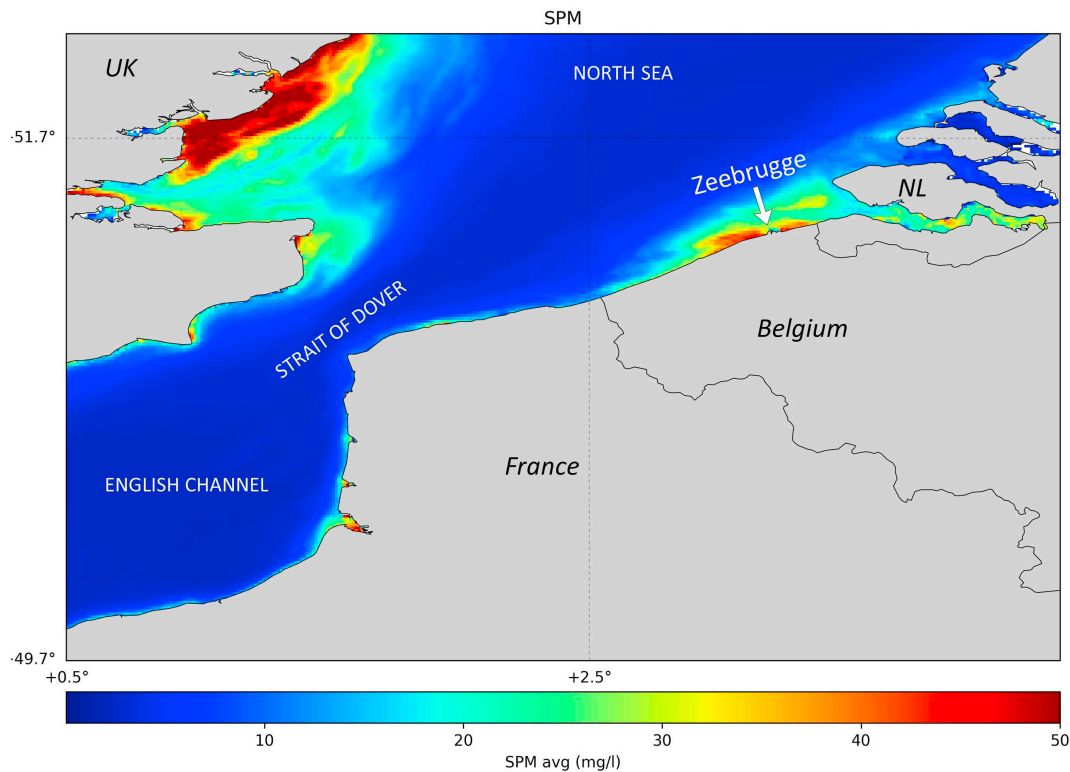 SPM
UK
NORTH SEA
-51.7°
Zeebrugge
NL
STRAIT OF DOVER
Belgium
ENGLISH CHANNEL
France
-49.7°
+0.5°
+2.5°
10
20
30
40
50
SPM avg (mg/l)